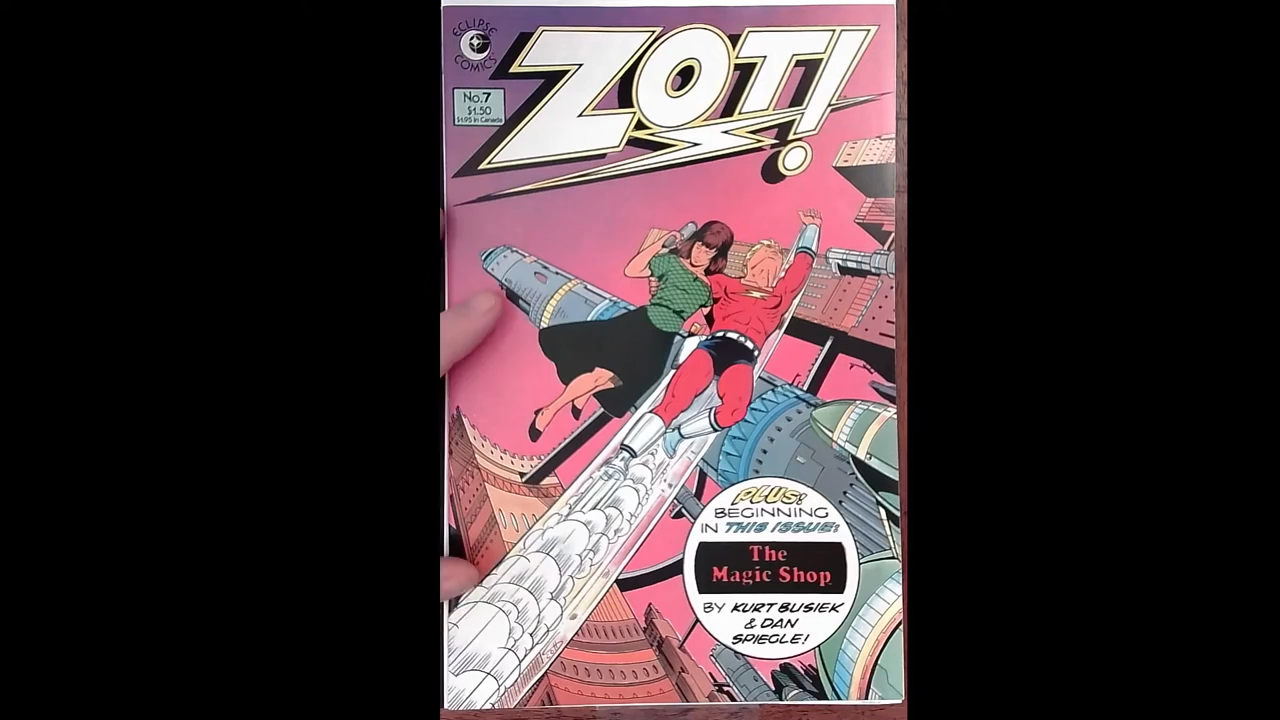 ECLIPSE
COMICS
ZOT!
No.7
$1.50
$1.95 in Canada
PLUS!
BEGINNING
IN THIS ISSUE:
The
Magic Shop
BY KURT BUSIEK
& DAN
SPIEGLE!